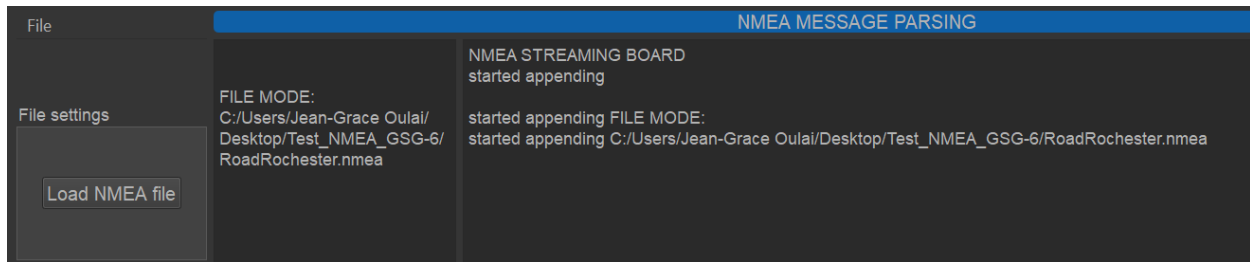 File
NMEA MESSAGE PARSING
File settings
Load NMEA file
FILE MODE:
C:/Users/Jean-Grace Oulai/
Desktop/Test_NMEA_GSG-6/
RoadRochester.nmea
NMEA STREAMING BOARD
started appending
started appending FILE MODE:
started appending C:/Users/Jean-Grace Oulai/Desktop/Test_NMEA_GSG-6/RoadRochester.nmea